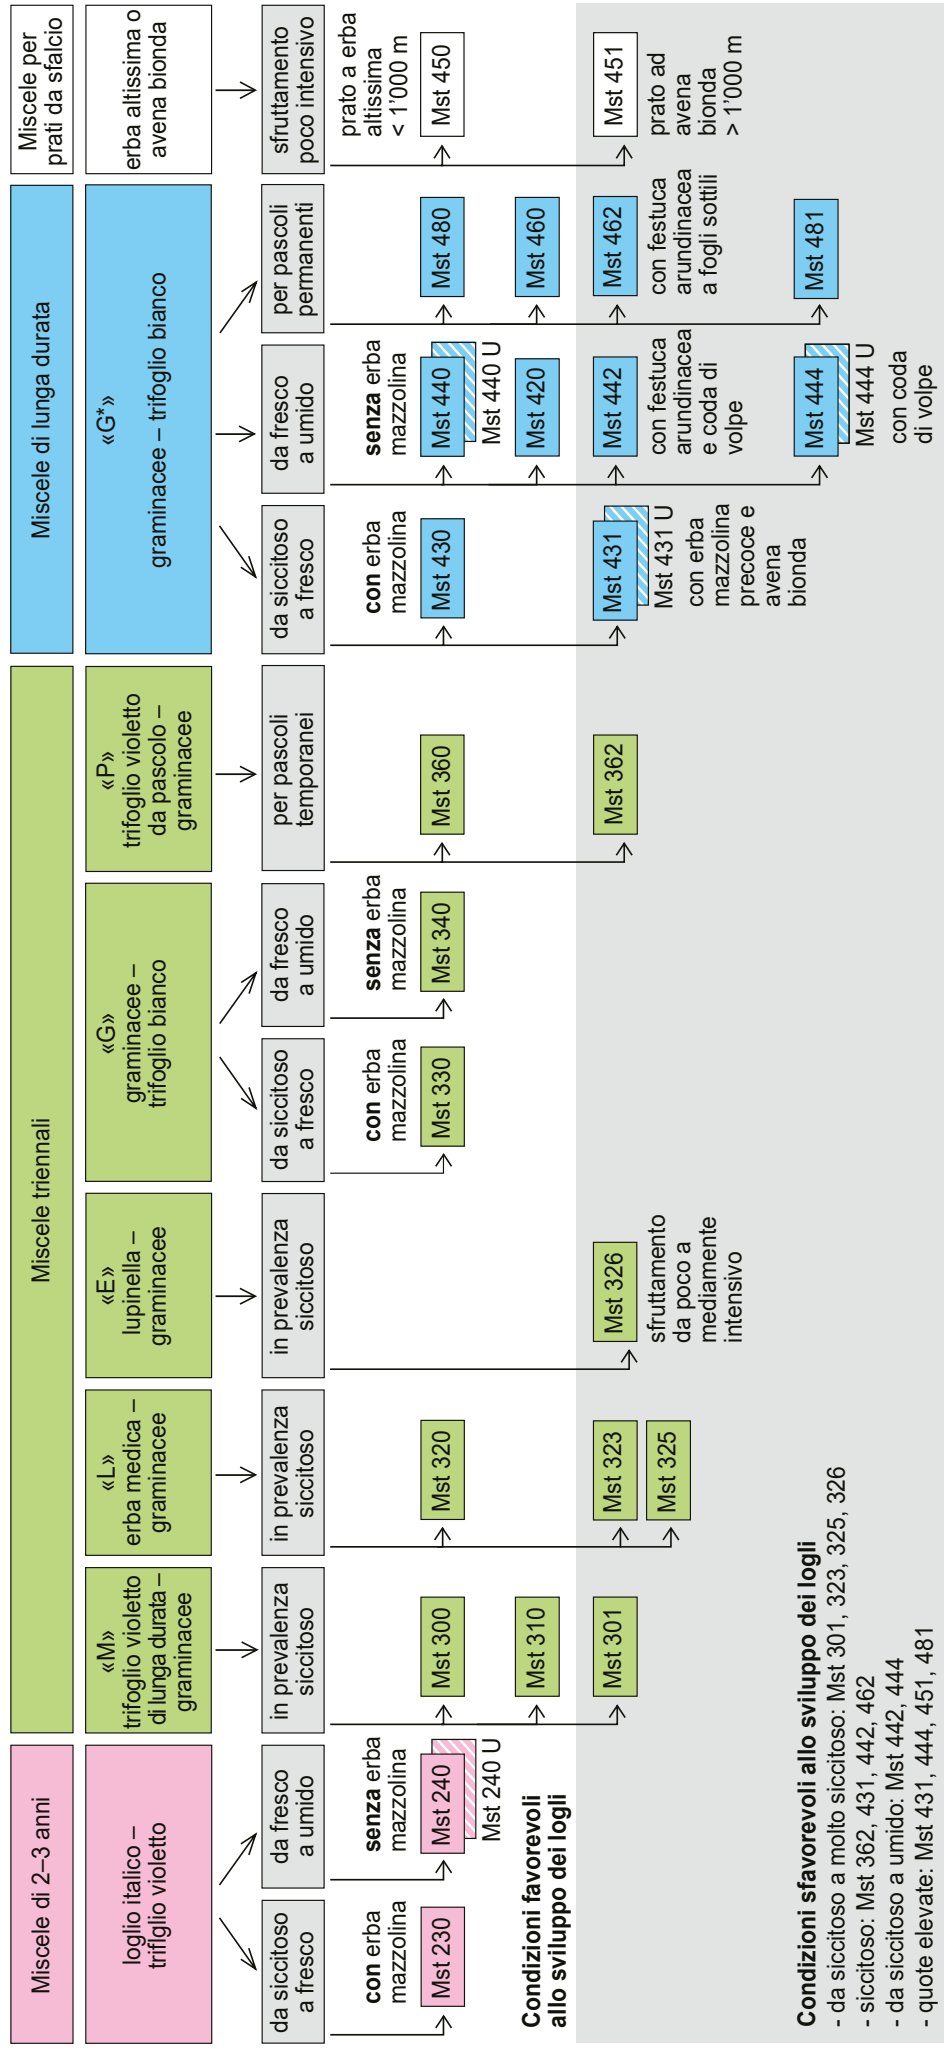 Miscele di 2–3 anni
Miscele triennali
Miscele di lunga durata
Miscele per
prati da sfalcio
loglio italico –
trifiglio violetto
«M»
trifoglio violetto
di lunga durata –
graminacee
«L»
erba medica –
graminacee
«E»
lupinella –
graminacee
«G»
graminacee –
trifoglio bianco
«P»
trifoglio violetto
da pascolo –
graminacee
«G*»
graminacee – trifoglio bianco
erba altissima o
avena bionda
da siccitoso
a fresco
da fresco
a umido
in prevalenza
siccitoso
in prevalenza
siccitoso
in prevalenza
siccitoso
da siccitoso
a fresco
da fresco
a umido
per pascoli
temporanei
da siccitoso
a fresco
da fresco
a umido
per pascoli
permanenti
sfruttamento
poco intensivo
con erba
mazzolina
Mst 230
senza erba
mazzolina
Mst 240
Mst 240 U
Mst 300
Mst 310
Mst 301
Mst 320
Mst 323
Mst 325
Mst 326
sfruttamento
da poco a
mediamente
intensivo
con erba
mazzolina
Mst 330
senza erba
mazzolina
Mst 340
Mst 360
Mst 362
con erba
mazzolina
Mst 430
Mst 431
Mst 431 U
con erba
mazzolina
precoce e
avena
bionda
senza erba
mazzolina
Mst 440
Mst 440 U
Mst 420
Mst 442
con festuca
arundinacea
e coda di
volpe
Mst 444
Mst 444 U
con coda
di volpe
Mst 480
Mst 460
Mst 462
con festuca
arundinacea
a fogli sottili
Mst 481
prato a erba
altissima
< 1'000 m
Mst 450
Mst 451
prato ad
avena
bionda
> 1'000 m
Condizioni favorevoli
allo sviluppo dei logli
Condizioni sfavorevoli allo sviluppo dei logli
- da siccitoso a molto siccitoso: Mst 301, 323, 325, 326
- siccitoso: Mst 362, 431, 442, 462
- da siccitoso a umido: Mst 442, 444
- quote elevate: Mst 431, 444, 451, 481